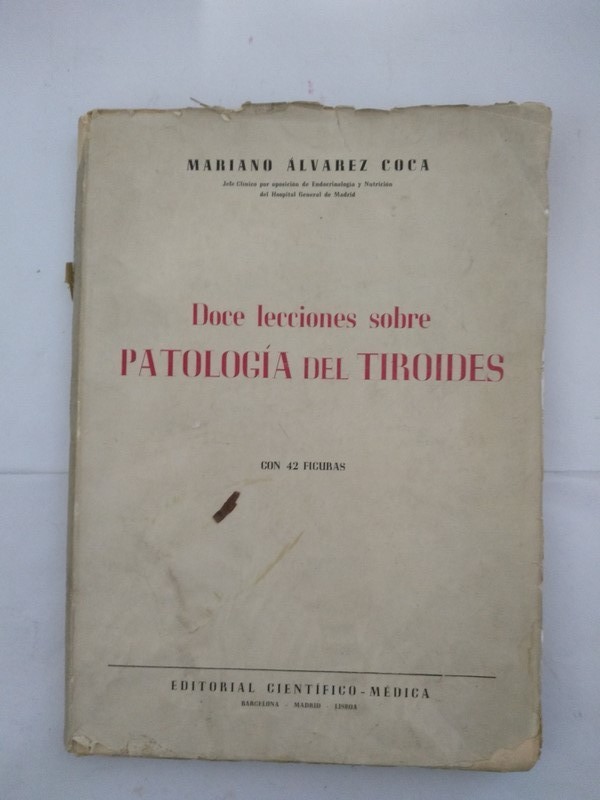 MARIANO ÁLVAREZ COCA
Jefe Clínico por oposición de Endocrinología y Nutrición
del Hospital General de Madrid
Doce lecciones sobre
PATOLOGÍA DEL TIROIDES
CON 42 FIGURAS
EDITORIAL CIENTÍFICO-MÉDICA
BARCELONA - MADRID - LISBOA